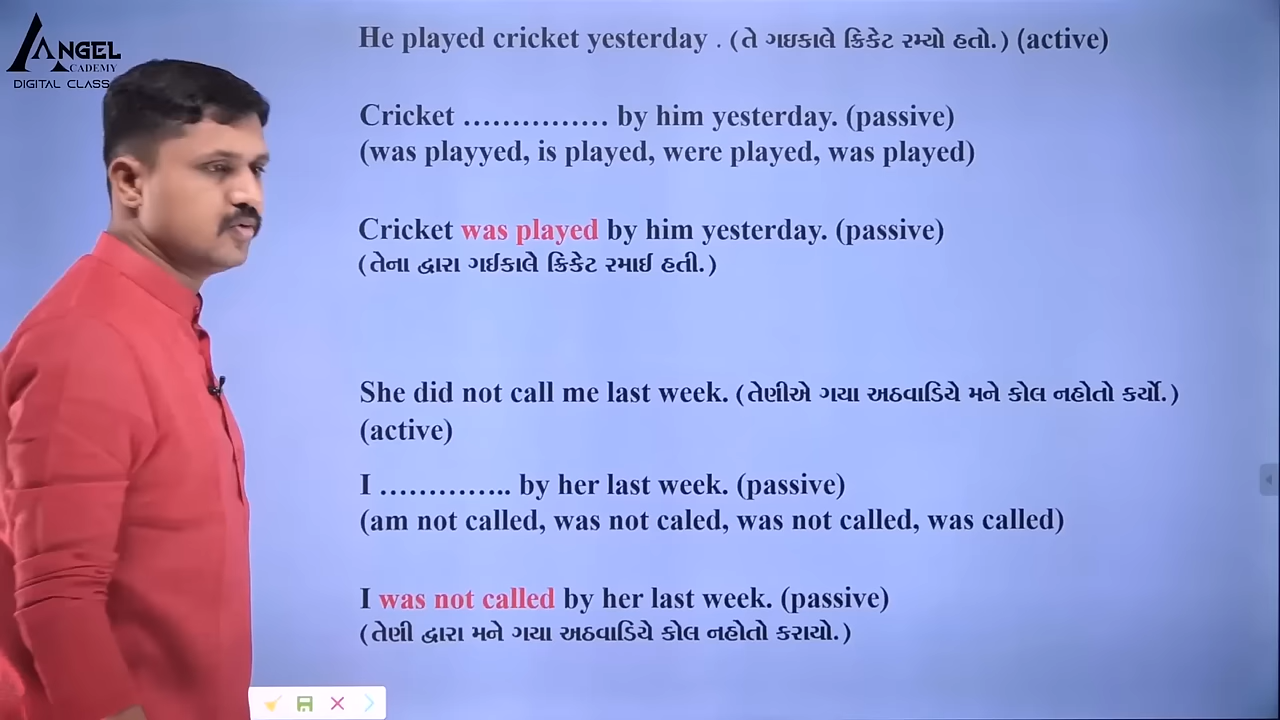 ANGEL
ACADEMY
DIGITAL CLASS
He played cricket yesterday . (તે ગઇકાલે ક્રિકેટ રમ્યો હતો.) (active)
Cricket …………… by him yesterday. (passive)
(was playyed, is played, were played, was played)
Cricket was played by him yesterday. (passive)
(તેના દ્વારા ગઈકાલે ક્રિકેટ રમાઈ હતી.)
She did not call me last week. (તેણીએ ગયા અઠવાડિયે મને કોલ નહોતો કર્યો.)
(active)
I ………….. by her last week. (passive)
(am not called, was not caled, was not called, was called)
I was not called by her last week. (passive)
(તેણી દ્વારા મને ગયા અઠવાડિયે કોલ નહોતો કરાયો.)